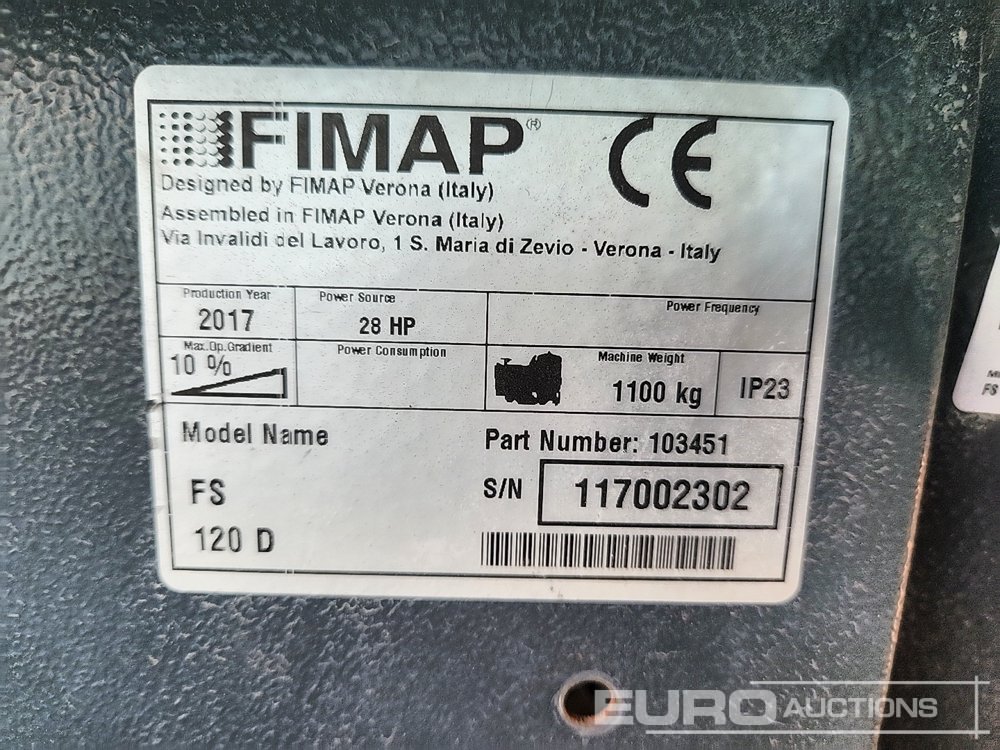 FIMAP®
CE
Designed by FIMAP Verona (Italy)
Assembled in FIMAP Verona (Italy)
Via Invalidi del Lavoro, 1 S. Maria di Zevio - Verona - Italy
Production Year
2017
Power Source
28 HP
Power Frequency
Max.Op.Gradient
10 %
Power Consumption
Machine Weight
1100 kg
IP23
Model Name
FS
120 D
Part Number: 103451
S/N
117002302
FS
EURO AUCTIONS